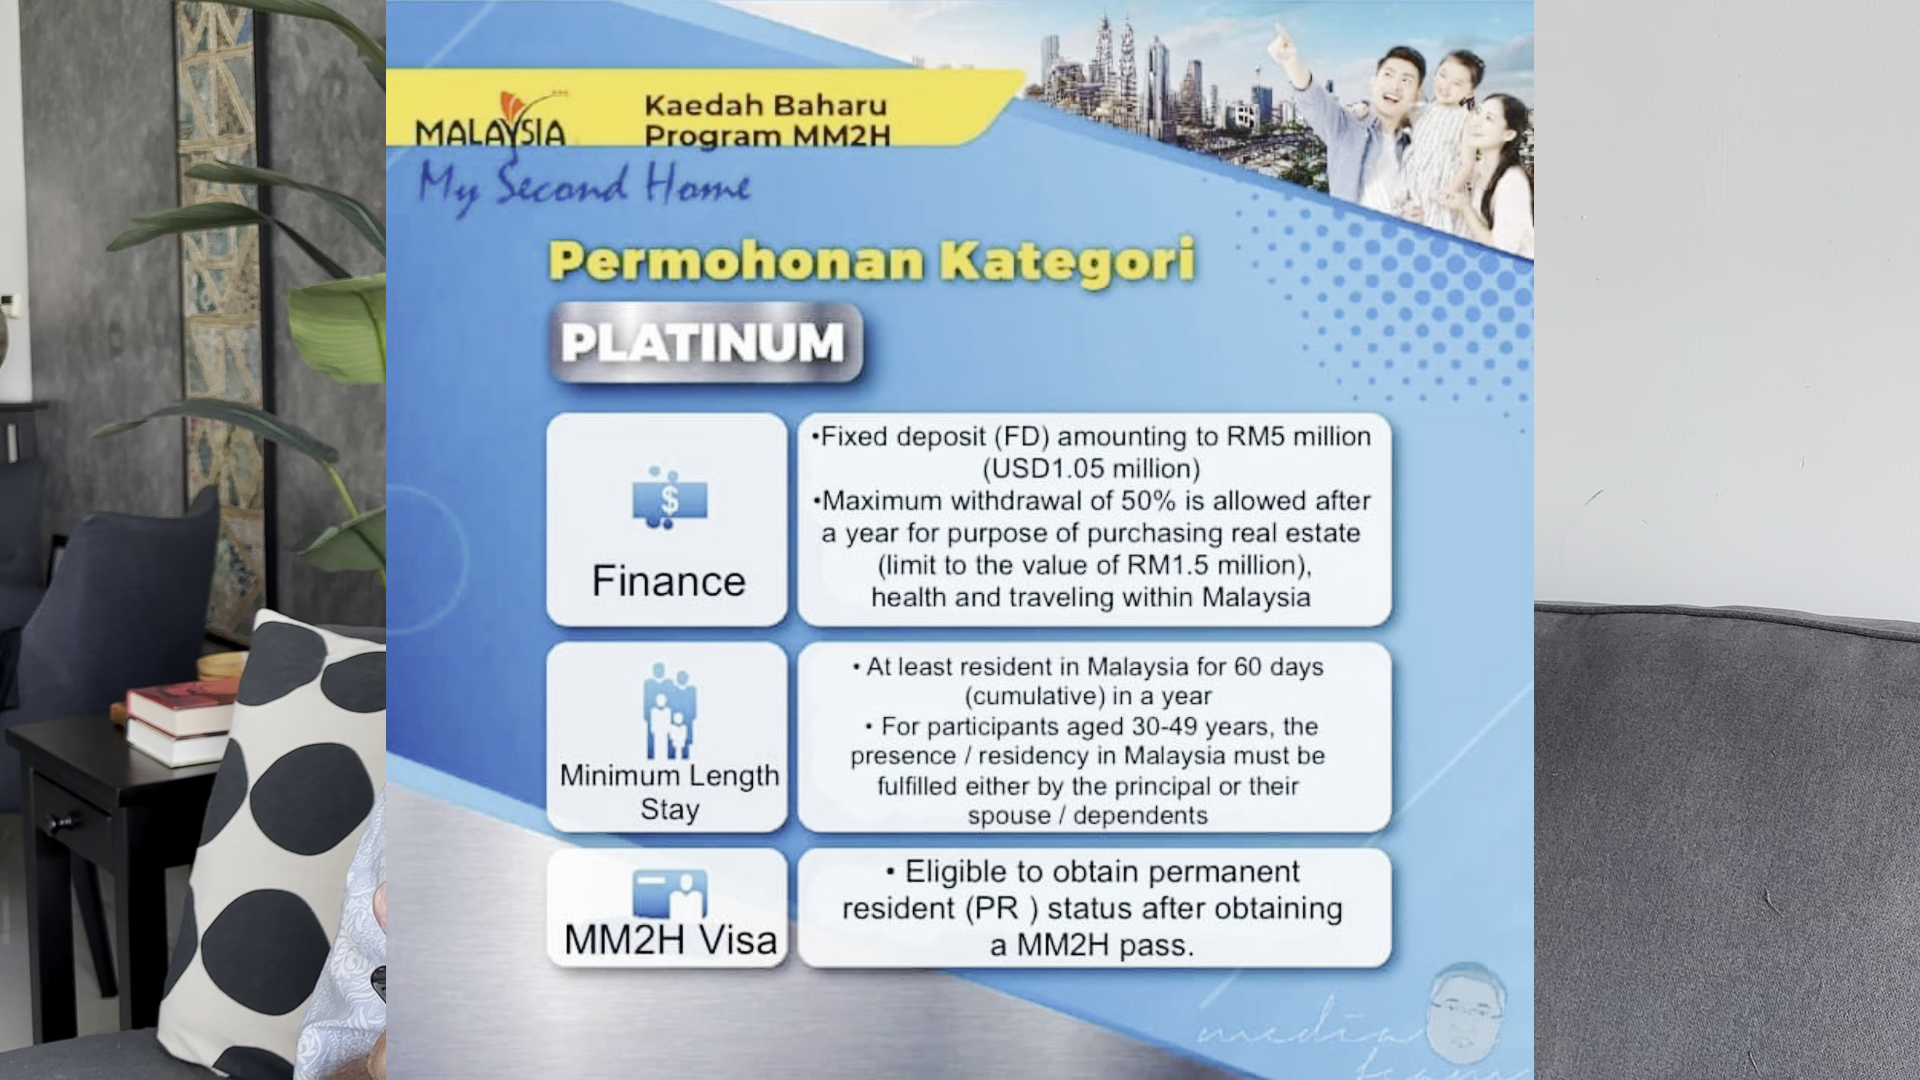 MALAYSIA
Kaedah Baharu
Program MM2H
My Second Home
Permohonan Kategori
PLATINUM
$
Finance
•Fixed deposit (FD) amounting to RM5 million
(USD1.05 million)
•Maximum withdrawal of 50% is allowed after
a year for purpose of purchasing real estate
(limit to the value of RM1.5 million),
health and traveling within Malaysia
Minimum Length
Stay
• At least resident in Malaysia for 60 days
(cumulative) in a year
• For participants aged 30-49 years, the
presence / residency in Malaysia must be
fulfilled either by the principal or their
spouse / dependents
MM2H Visa
• Eligible to obtain permanent
resident (PR ) status after obtaining
a MM2H pass.
media
team